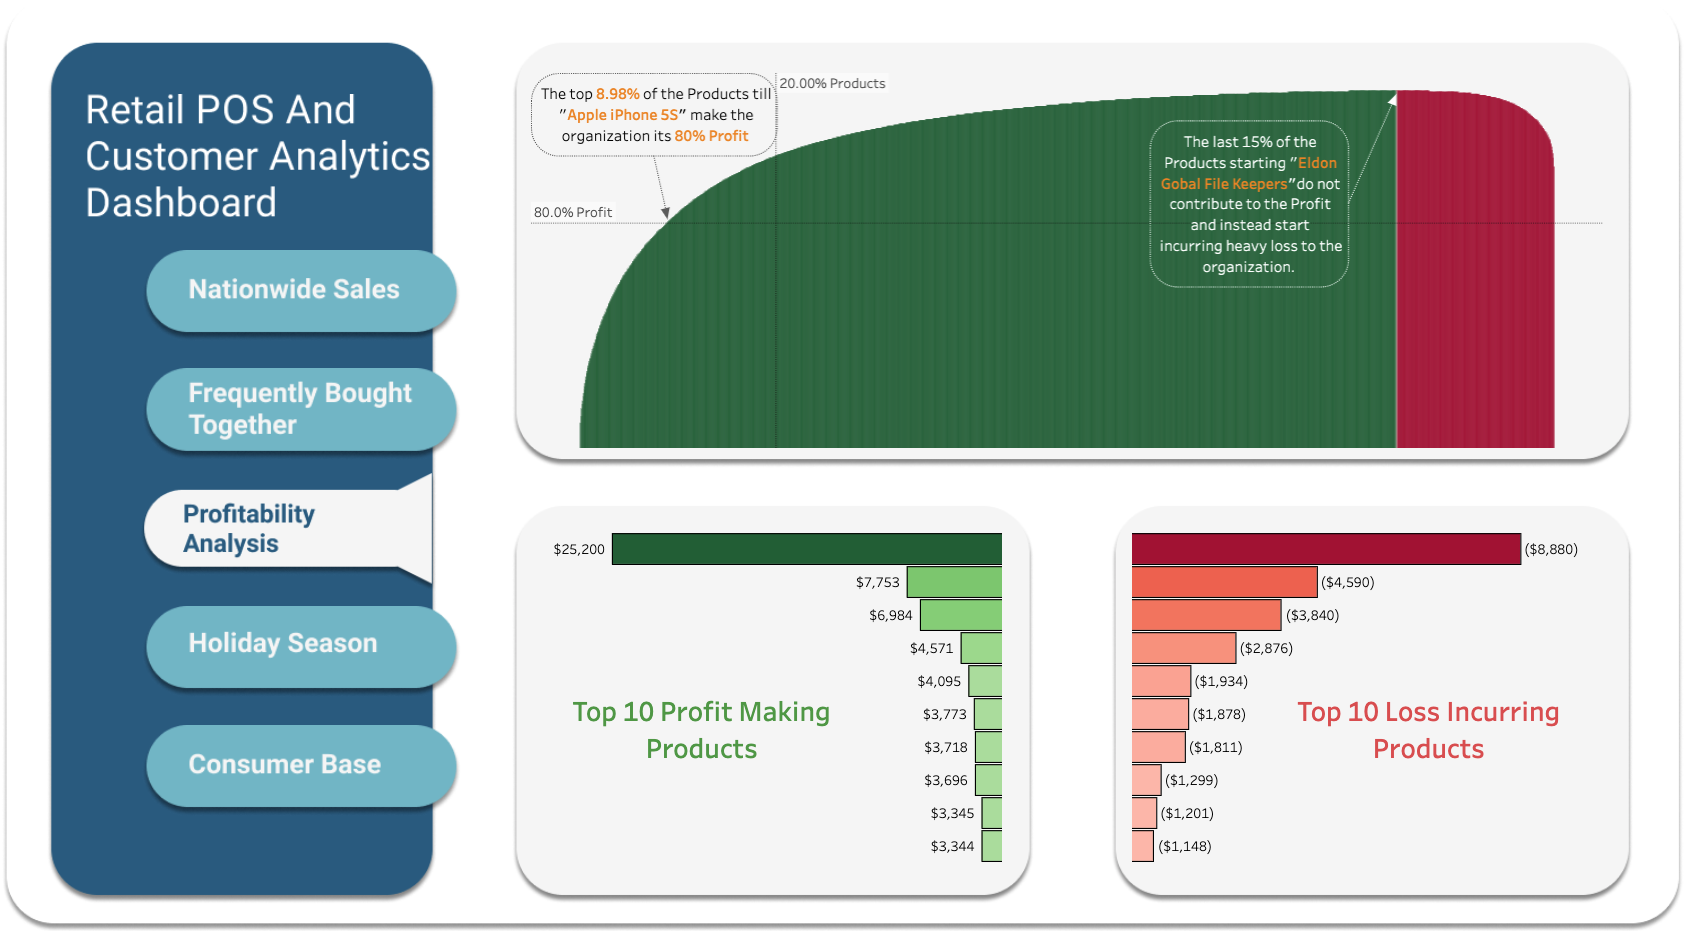 Retail POS And
Customer Analytics
Dashboard
Nationwide Sales
Frequently Bought
Together
Profitability
Analysis
Holiday Season
Consumer Base
The top 8.98% of the Products till
"Apple iPhone 5S" make the
organization its 80% Profit
20.00% Products
80.0% Profit
The last 15% of the
Products starting "Eldon
Gobal File Keepers"do not
contribute to the Profit
and instead start
incurring heavy loss to the
organization.
$25,200
$7,753
$6,984
$4,571
$4,095
$3,773
$3,718
$3,696
$3,345
$3,344
Top 10 Profit Making
Products
($8,880)
($4,590)
($3,840)
($2,876)
($1,934)
($1,878)
($1,811)
($1,299)
($1,201)
($1,148)
Top 10 Loss Incurring
Products